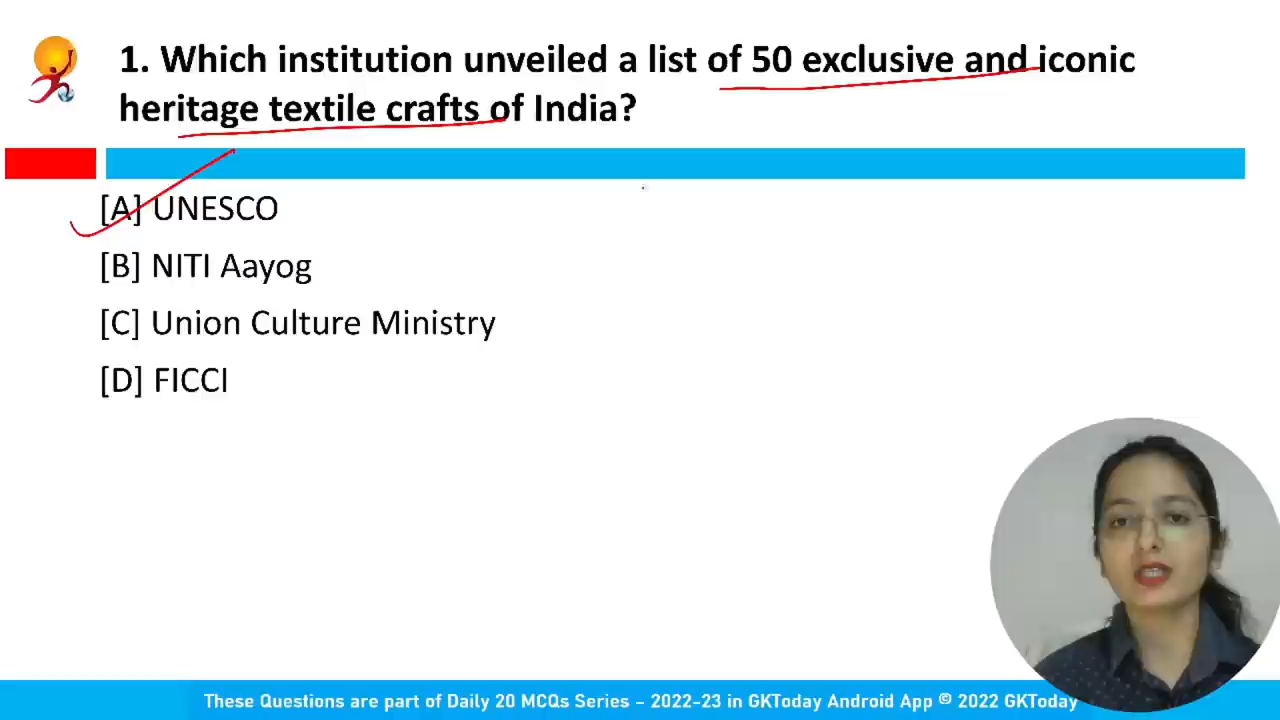 1. Which institution unveiled a list of 50 exclusive and iconic
heritage textile crafts of India?
[A] UNESCO
[B] NITI Aayog
[C] Union Culture Ministry
[D] FICCI
These Questions are part of Daily 20 MCQs Series – 2022-23 in GKToday Android App © 2022 GKToday